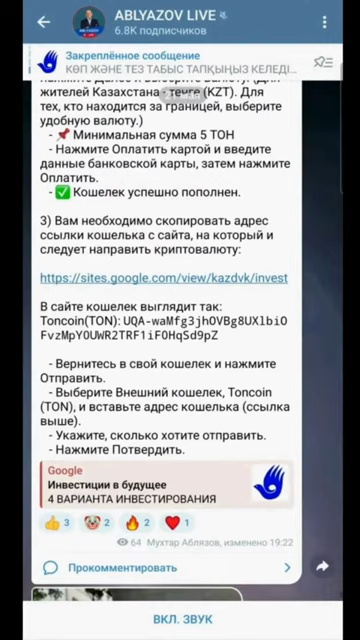 ABLYAZOV LIVE
6.8K подписчиков
Закреплённое сообщение
КӨП ЖӘНЕ ТЕЗ ТАБЫС ТАПҚЫҢЫЗ КЕЛЕДІ...
жителей Казахстана - тенге (KZT). Для
тех, кто находится за границей, выберите
удобную валюту.)
- 📌 Минимальная сумма 5 ТОН
- Нажмите Оплатить картой и введите
данные банковской карты, затем нажмите
Оплатить.
- ✅ Кошелек успешно пополнен.
3) Вам необходимо скопировать адрес
ссылки кошелька с сайта, на который и
следует направить криптовалюту:
https://sites.google.com/view/kazdvk/invest
В сайте кошелек выглядит так:
Toncoin(TON): UQA-waMfg3jhOVBg8UXlbiO
FvzMpY0UWR2TRF1iF0HqSd9pZ
- Вернитесь в свой кошелек и нажмите
Отправить.
- Выберите Внешний кошелек, Toncoin
(TON), и вставьте адрес кошелька (ссылка
выше).
- Укажите, сколько хотите отправить.
- Нажмите Потвердить.
Google
Инвестиции в будущее
4 ВАРИАНТА ИНВЕСТИРОВАНИЯ
👍 3 🤡 2 🔥 2 ❤️ 1
64 Мухтар Аблязов, изменено 19:22
Прокомментировать
ВКЛ. ЗВУК